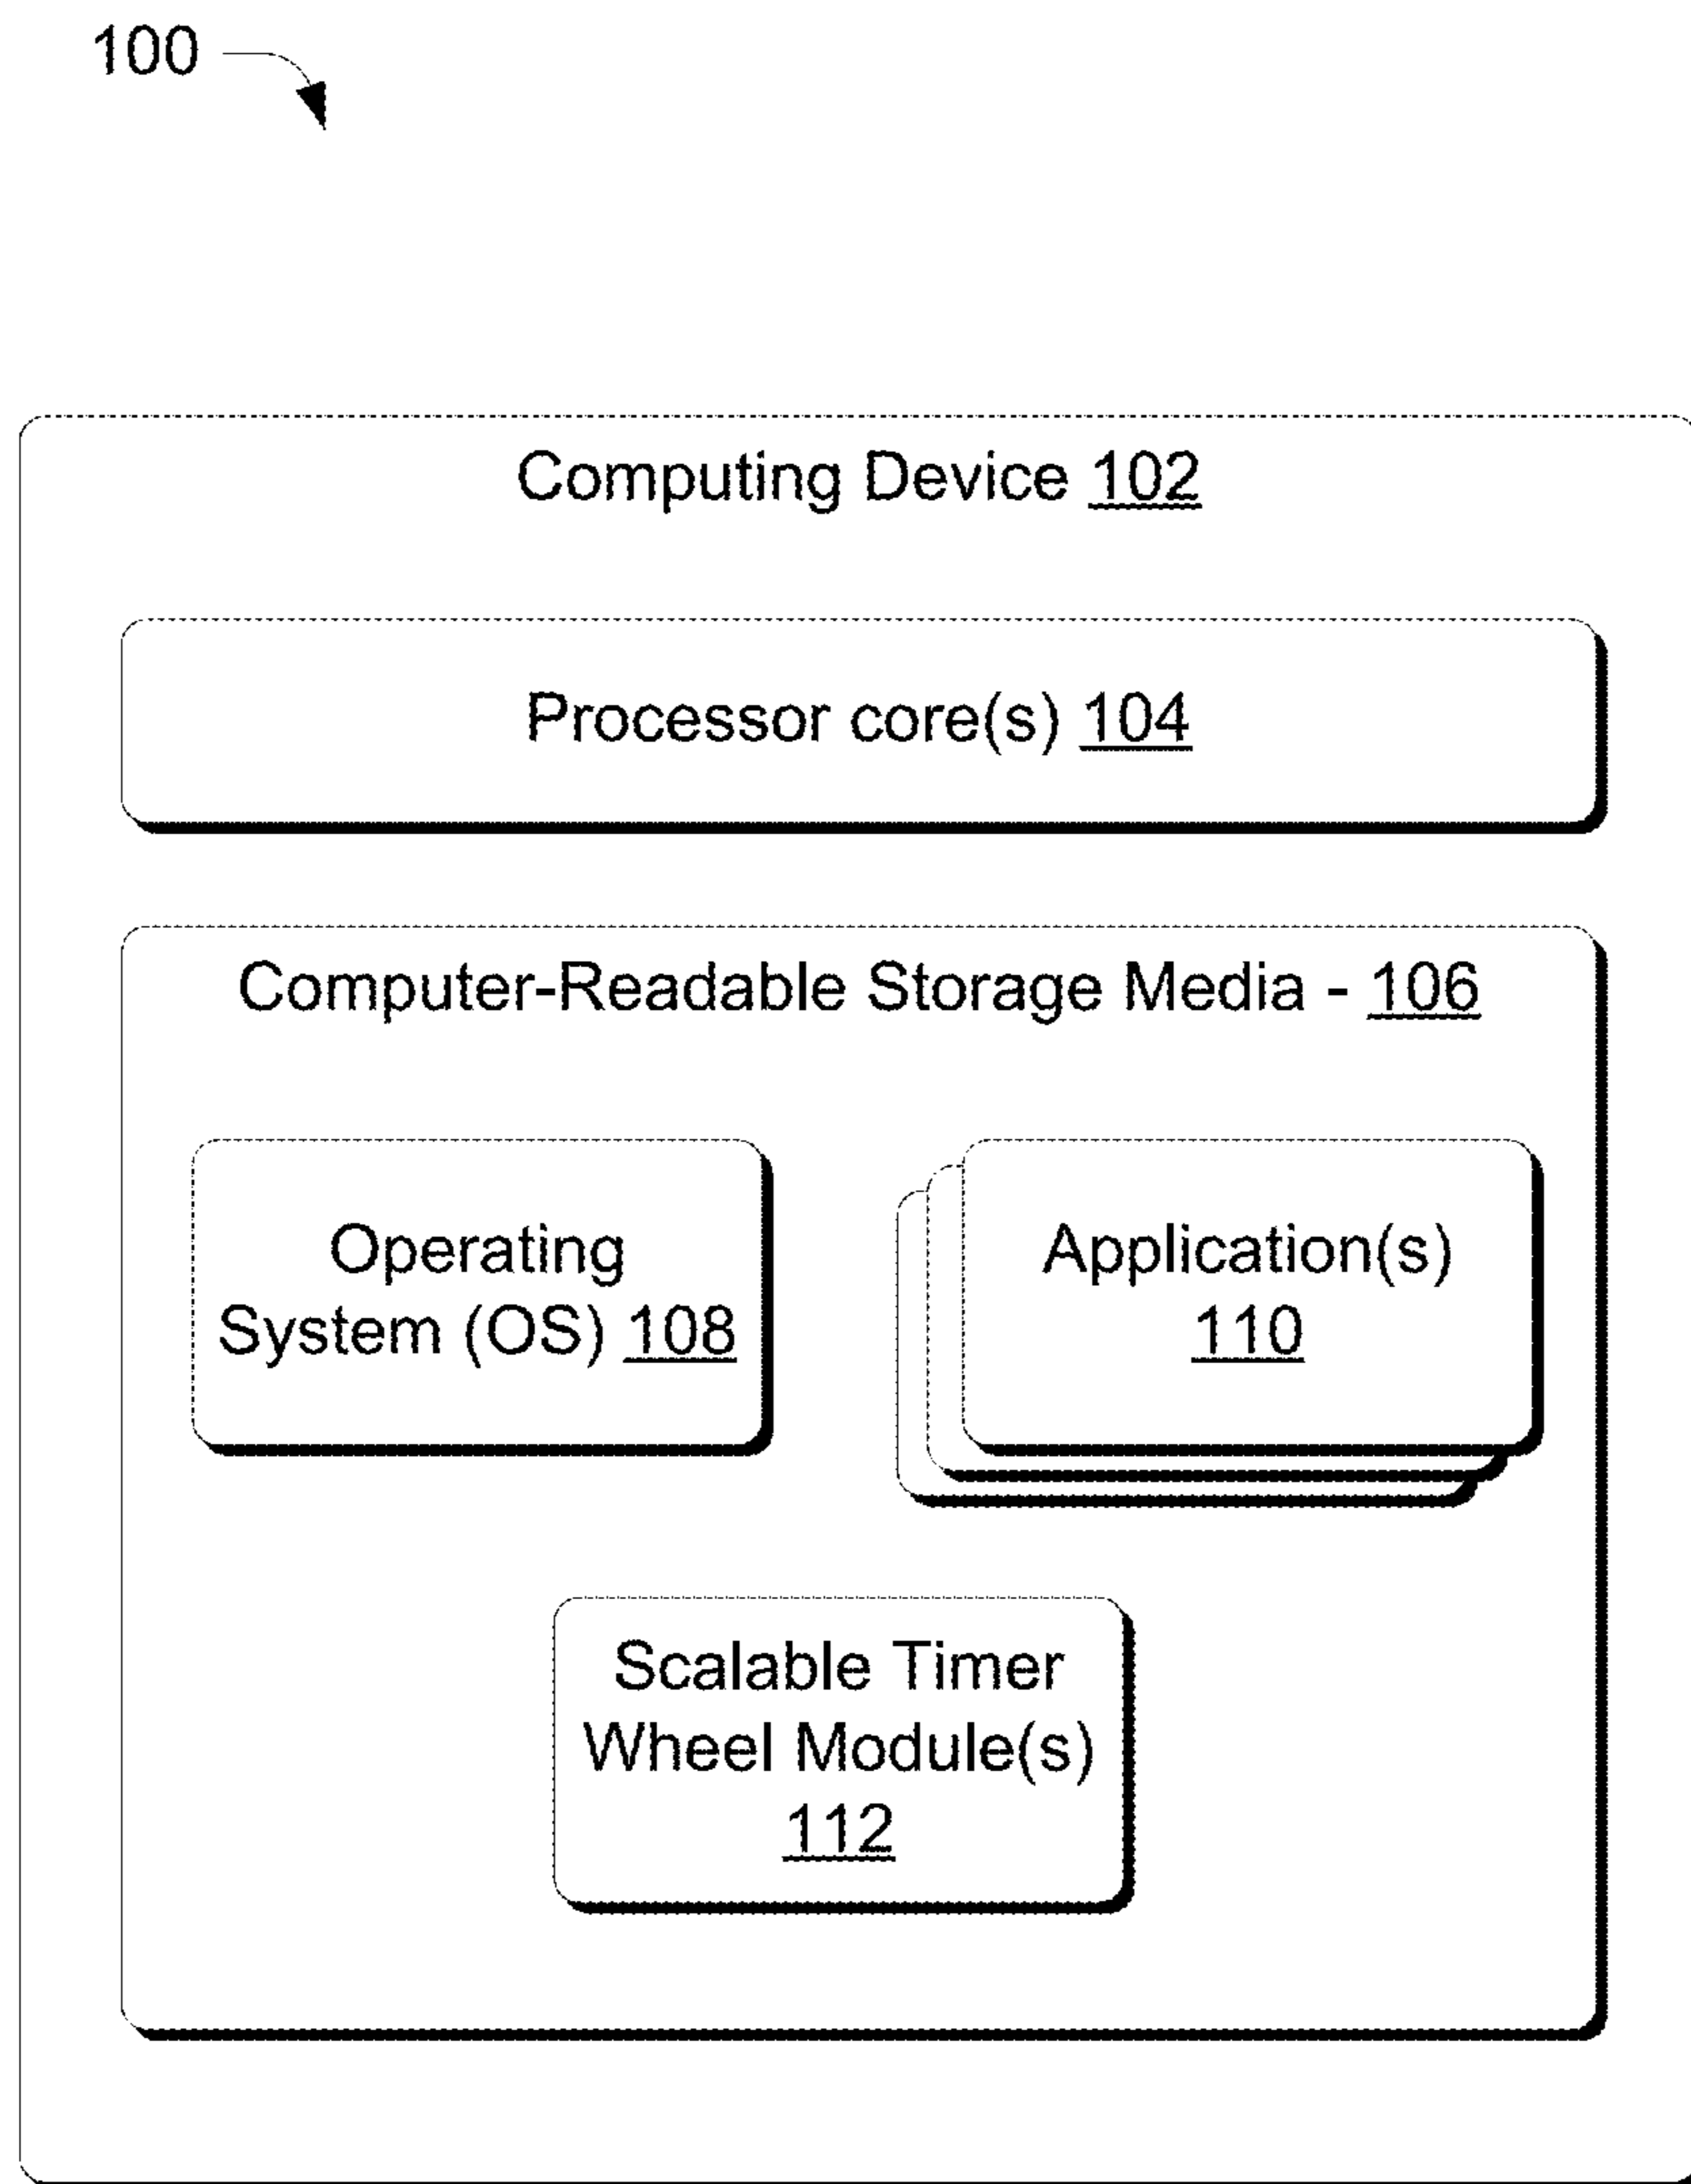 100
Computing Device 102
Processor core(s) 104
Computer-Readable Storage Media - 106
Operating
System (OS) 108
Application(s)
110
Scalable Timer
Wheel Module(s)
112